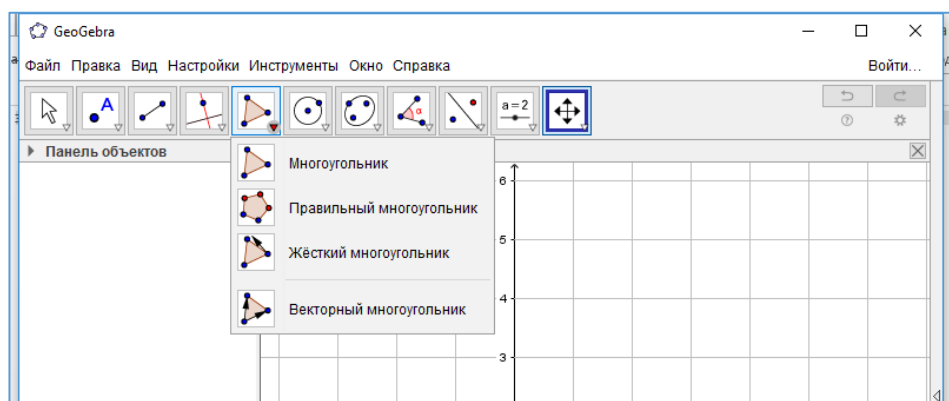 GeoGebra
Файл Правка Вид Настройки Инструменты Окно Справка Войти...
A α a=2
Панель объектов
Многоугольник
Правильный многоугольник
Жёсткий многоугольник
Векторный многоугольник
6
5
4
3